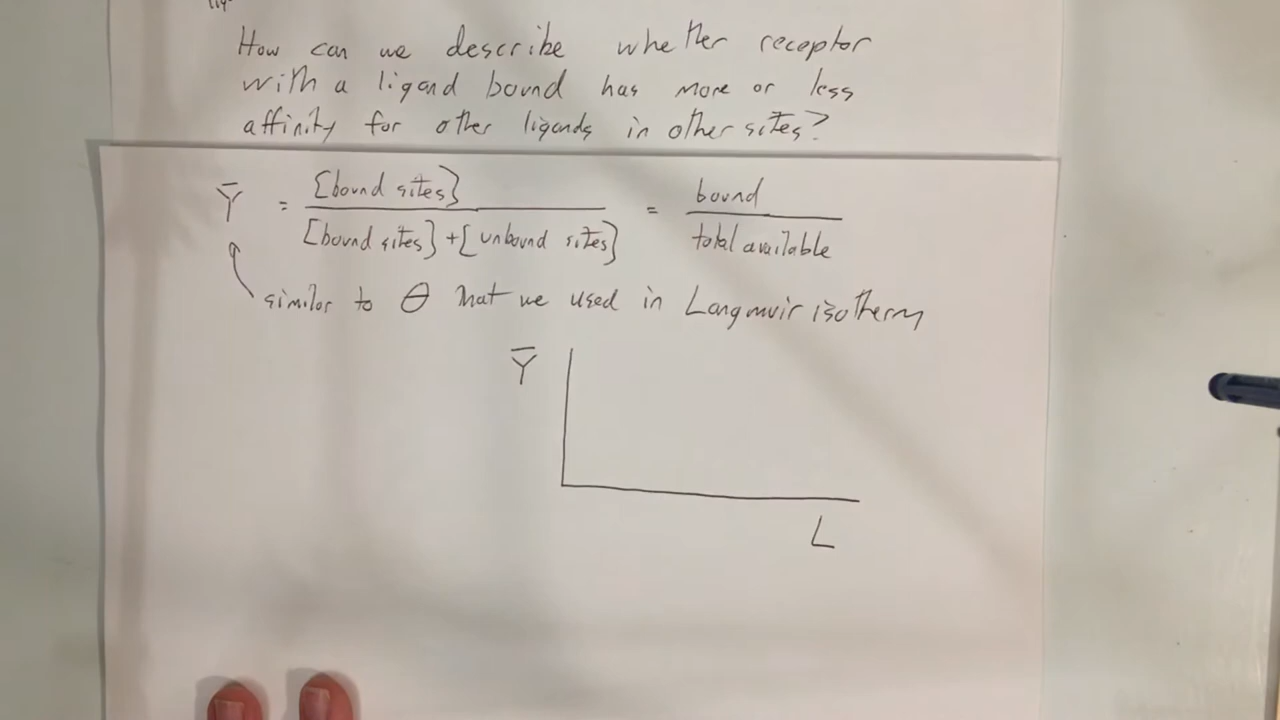 How can we describe whether receptor
with a ligand bound has more or less
affinity for other ligands in other sites?
Ȳ = [bound sites] / [bound sites] + [unbound sites] = bound / total available
similar to θ that we used in Langmuir isotherm
Ȳ
L